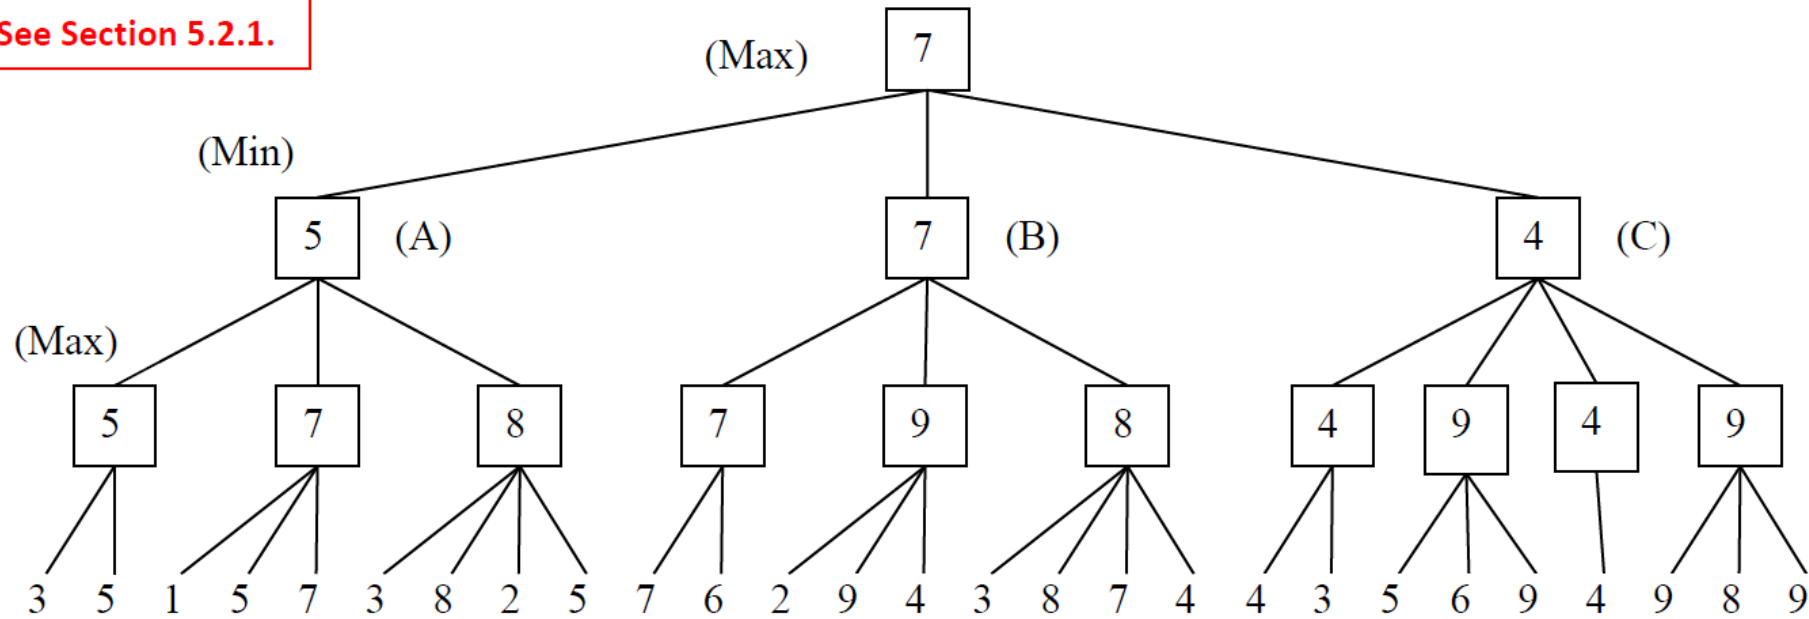 See Section 5.2.1.
(Max) 7
(Min)
5 (A) 7 (B) 4 (C)
(Max)
5 7 8 7 9 8 4 9 4 9
3 5 1 5 7 3 8 2 5 7 6 2 9 4 3 8 7 4 4 3 5 6 9 4 9 8 9